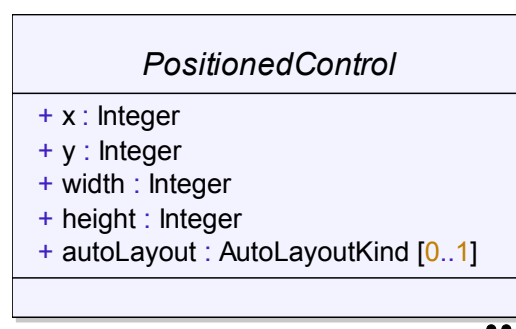 PositionedControl
+ x : Integer
+ y : Integer
+ width : Integer
+ height : Integer
+ autoLayout : AutoLayoutKind [0..1]